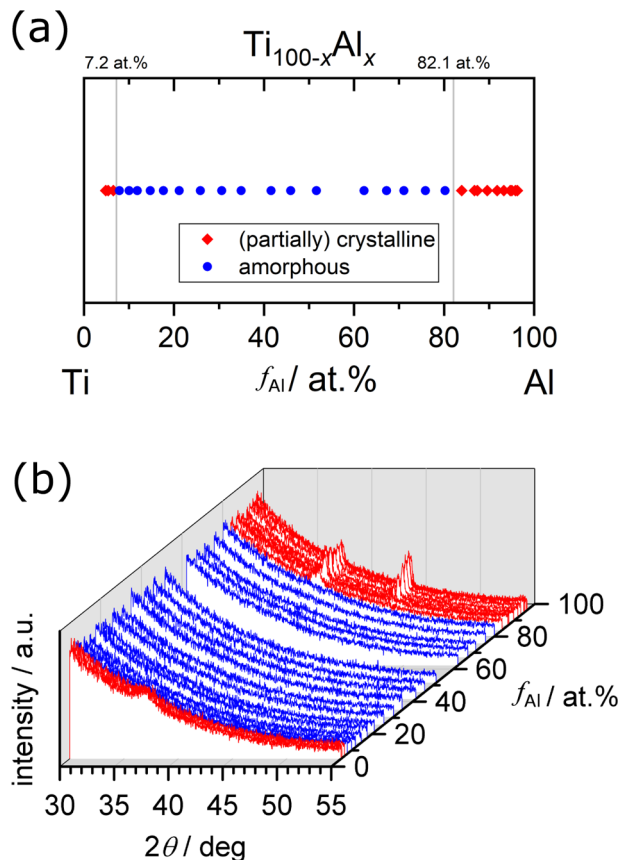 (a)
Ti100-xAlx
7.2 at.% 82.1 at.%
(partially) crystalline
amorphous
0 20 40 60 80 100
Ti fAl / at.% Al
(b)
intensity / a.u.
100
80
60
40
20
0
fAl / at.%
30 35 40 45 50 55
2θ / deg